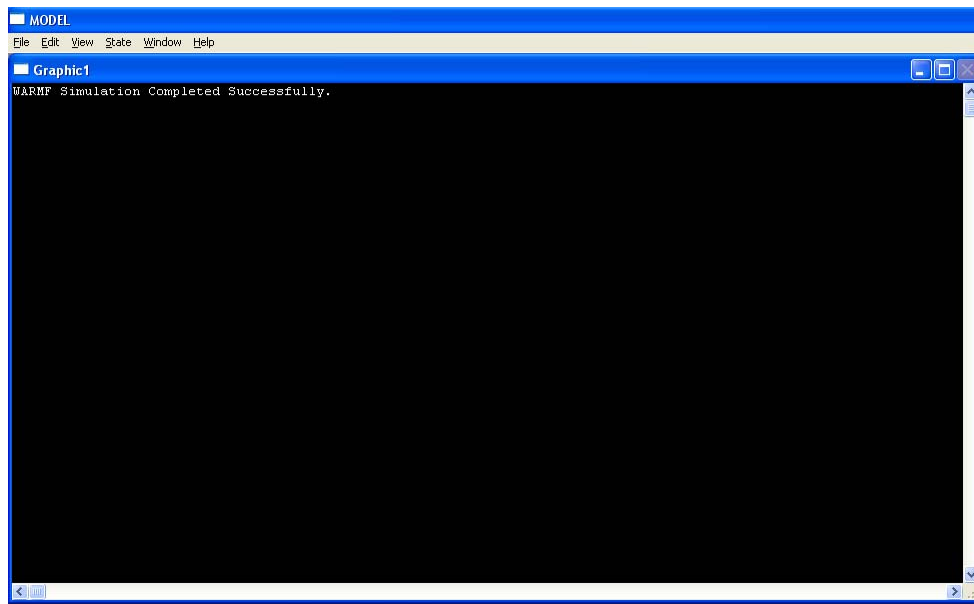 MODEL
File Edit View State Window Help
Graphic1
WARMF Simulation Completed Successfully.